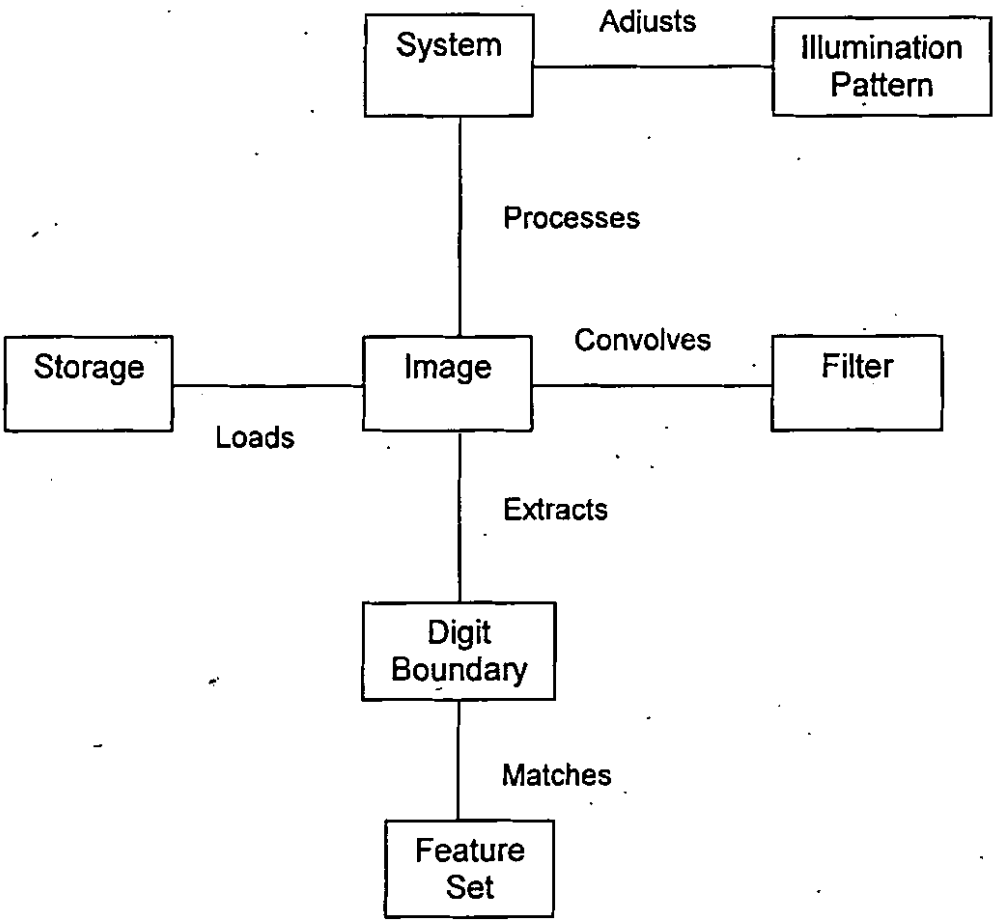 System
Adjusts
Illumination
Pattern
Processes
Storage
Image
Convolves
Filter
Loads
Extracts
Digit
Boundary
Matches
Feature
Set